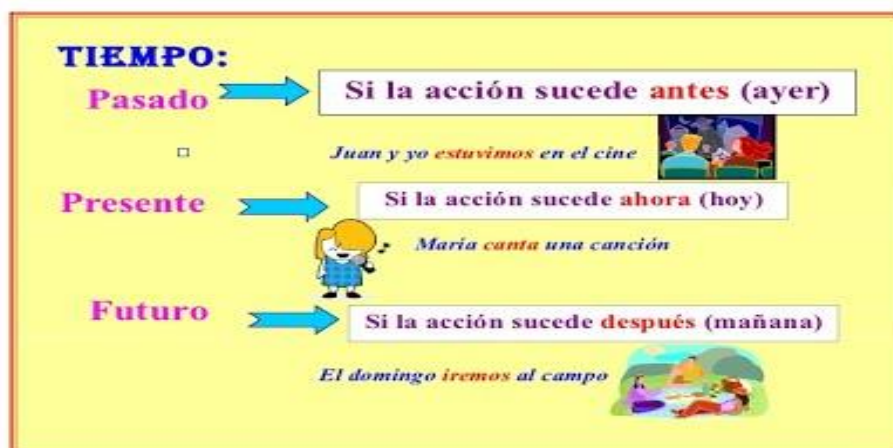 TIEMPO:
Pasado
Si la acción sucede antes (ayer)
Juan y yo estuvimos en el cine
Presente
Si la acción sucede ahora (hoy)
María canta una canción
Futuro
Si la acción sucede después (mañana)
El domingo iremos al campo